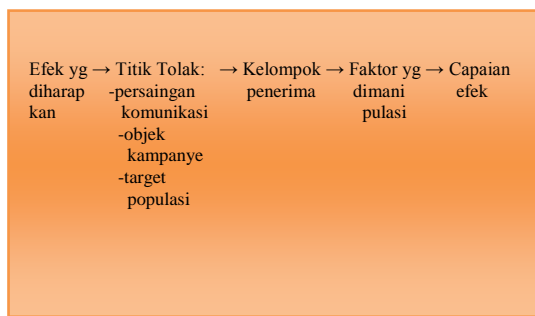 Efek yg → Titik Tolak: → Kelompok → Faktor yg → Capaian
diharap -persaingan penerima dimani efek
kan komunikasi pulasi
-objek
kampanye
-target
populasi